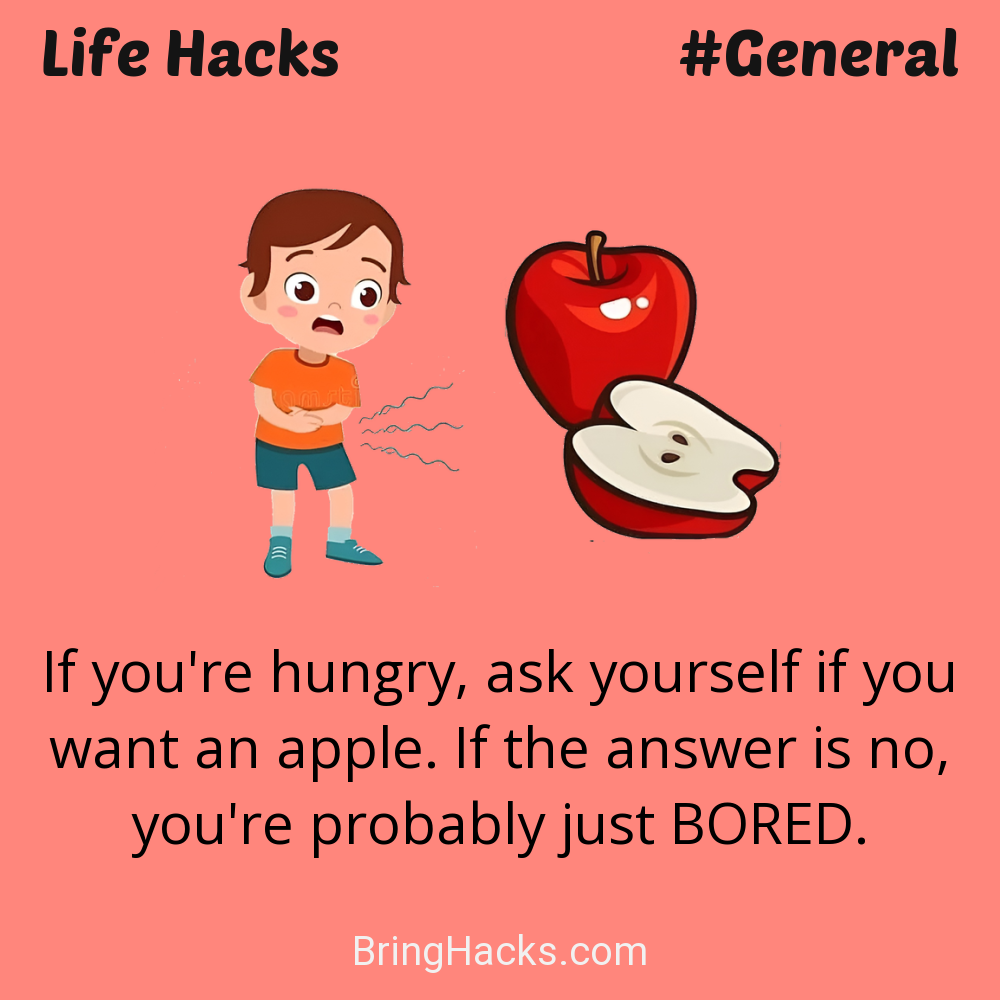 Life Hacks #General
If you're hungry, ask yourself if you
want an apple. If the answer is no,
you're probably just BORED.
BringHacks.com